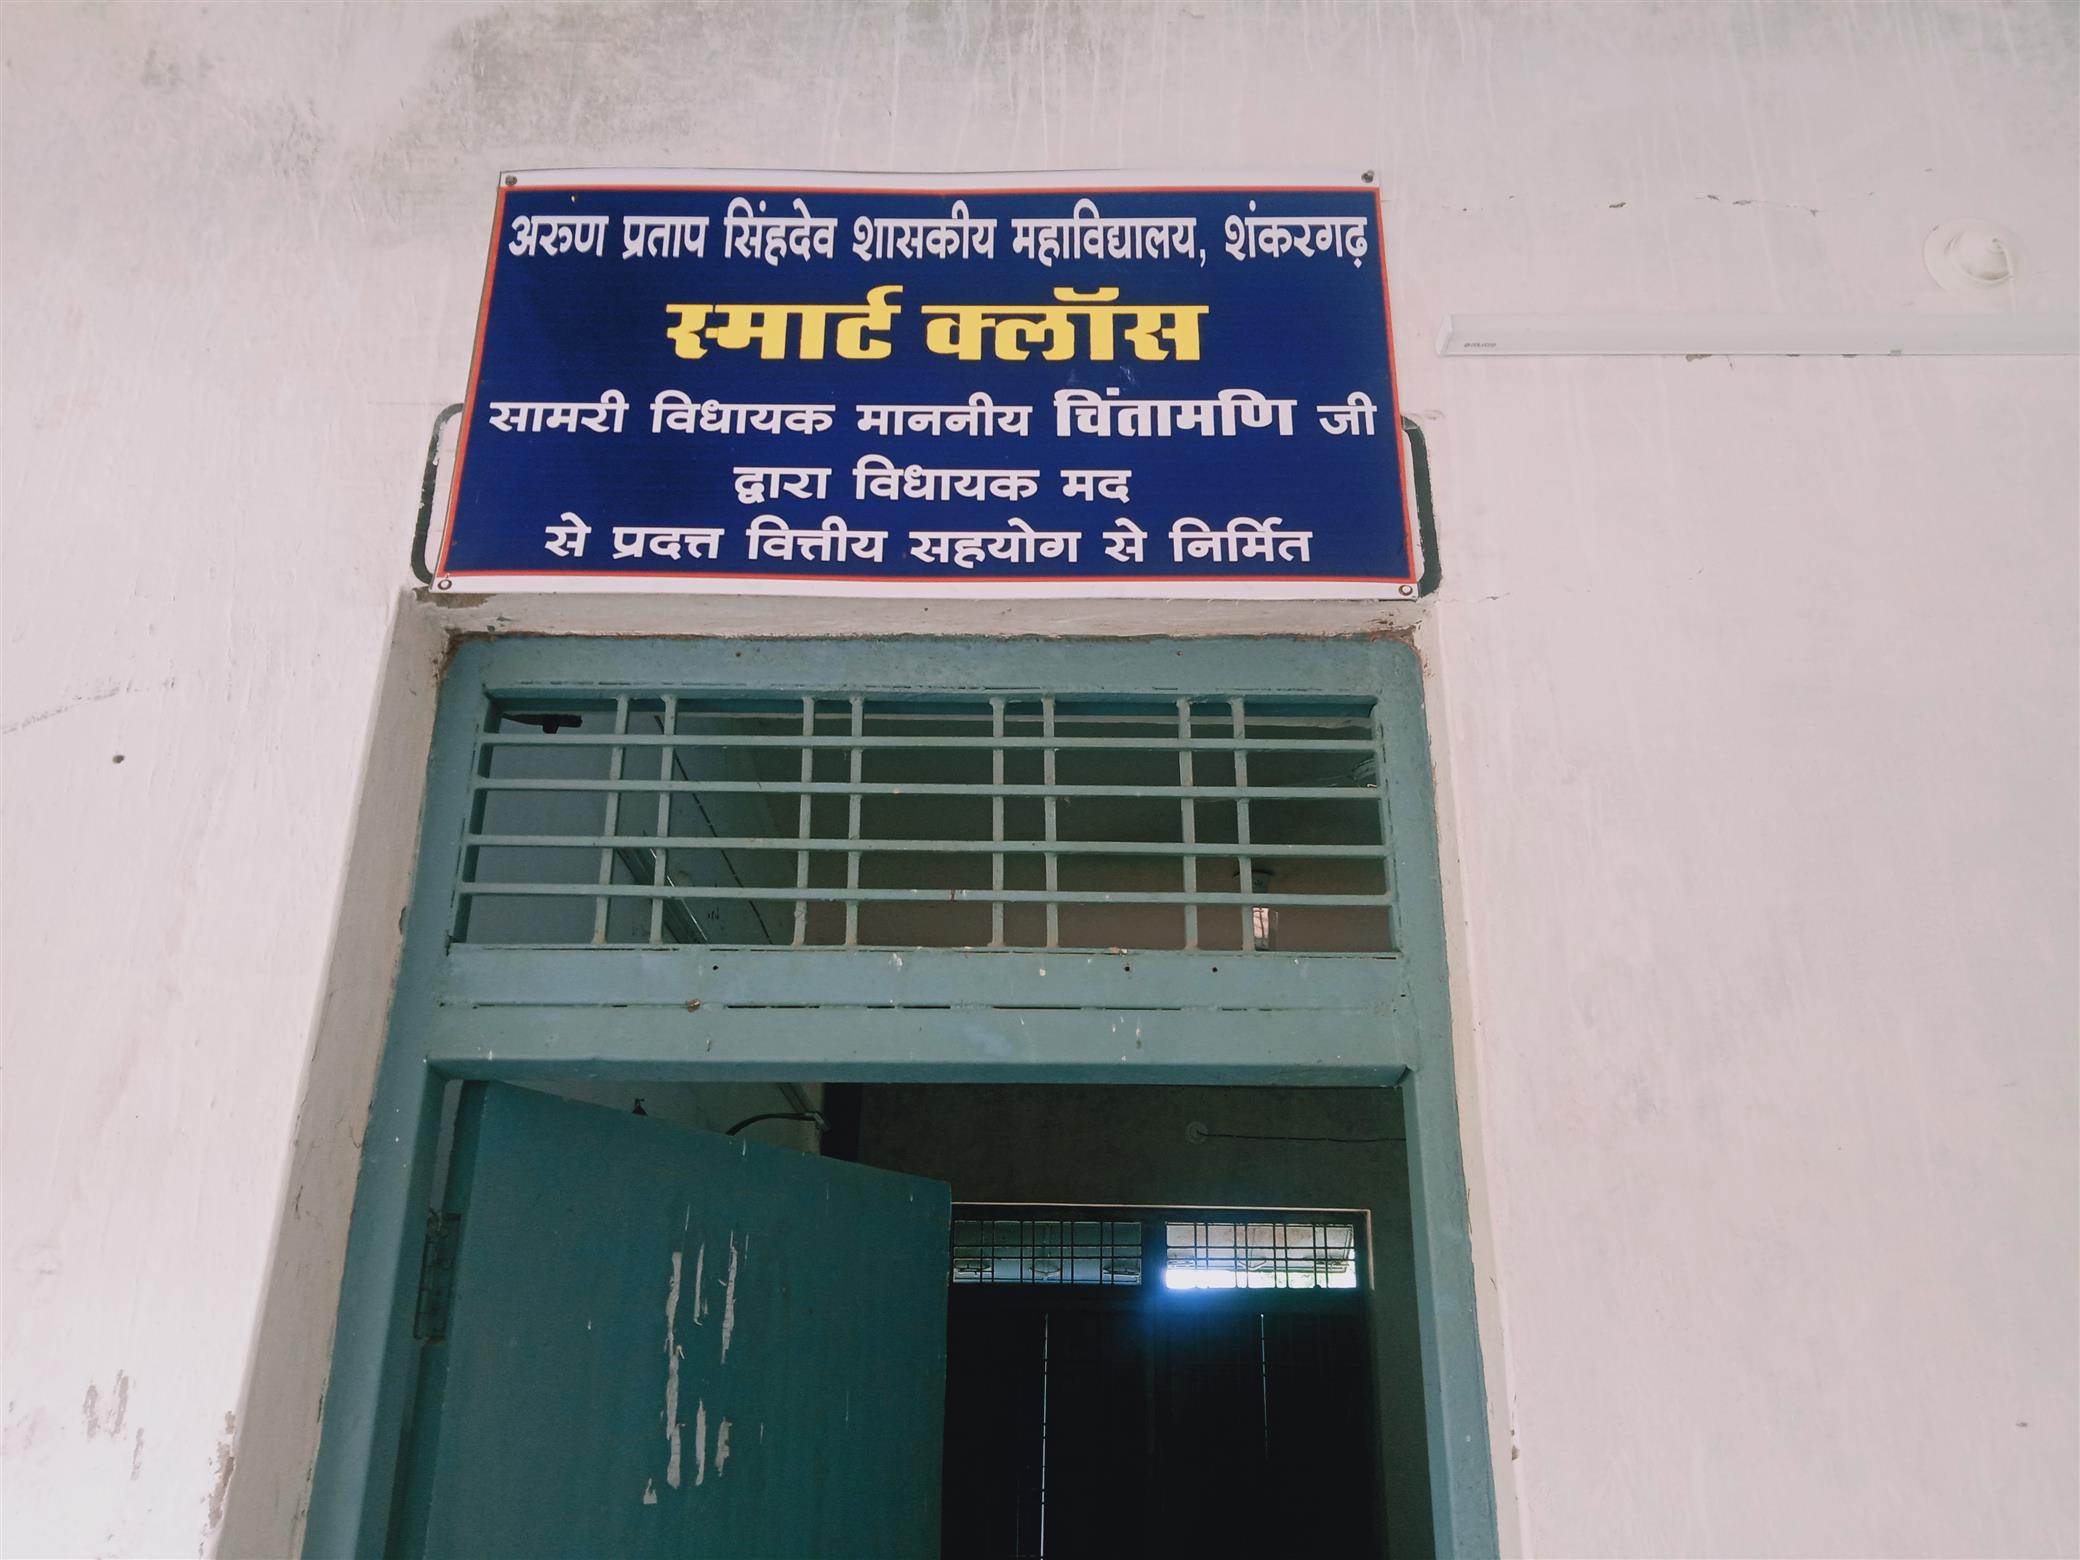 अरुण प्रताप सिंहदेव शासकीय महाविद्यालय, शंकरगढ़
स्मार्ट क्लॉस
सामरी विधायक माननीय चिंतामणि जी
द्वारा विधायक मद
से प्रदत्त वित्तीय सहयोग से निर्मित